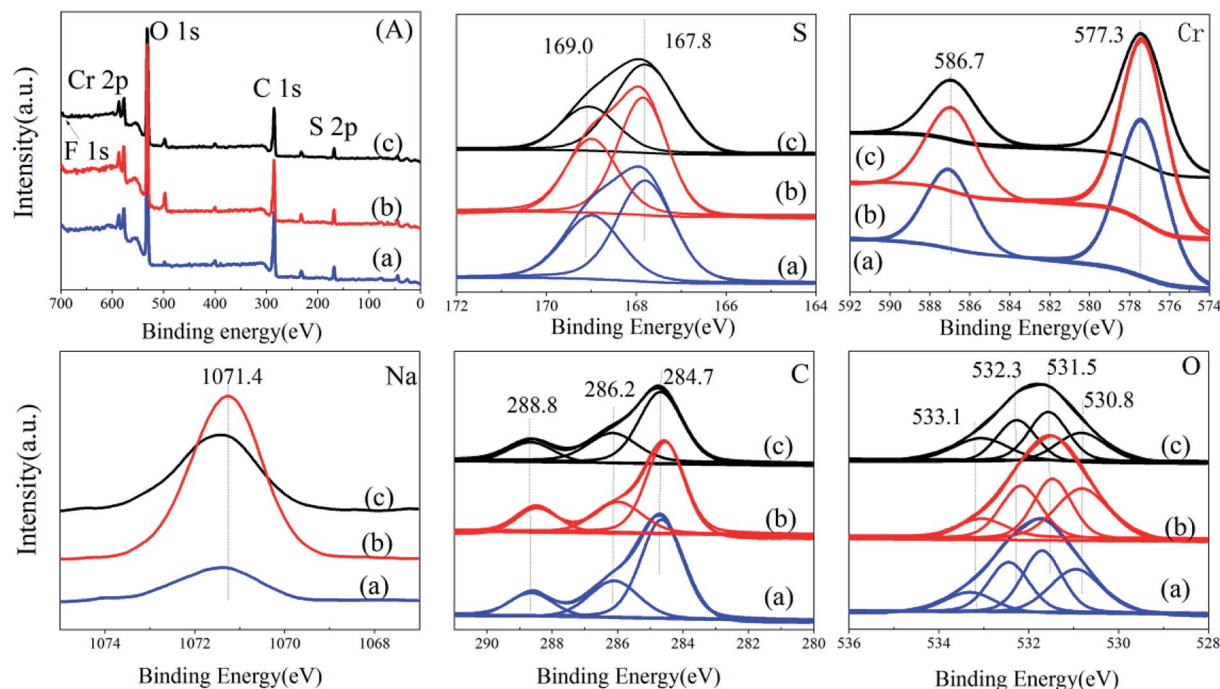 Intensity(a.u.)
(A)
O 1s
Cr 2p
C 1s
S 2p
F 1s
(c)
(b)
(a)
700 600 500 400 300 200 100 0
Binding energy(eV)
S
169.0 167.8
(c)
(b)
(a)
172 170 168 166 164
Binding Energy(eV)
Cr
577.3
586.7
(c)
(b)
(a)
592 590 588 586 584 582 580 578 576 574
Binding Energy(eV)
Intensity(a.u.)
Na
1071.4
(c)
(b)
(a)
1074 1072 1070 1068
Binding Energy(eV)
C
288.8 286.2 284.7
(c)
(b)
(a)
290 288 286 284 282 280
Binding Energy(eV)
O
532.3 531.5
533.1 530.8
(c)
(b)
(a)
536 534 532 530 528
Binding Energy(eV)